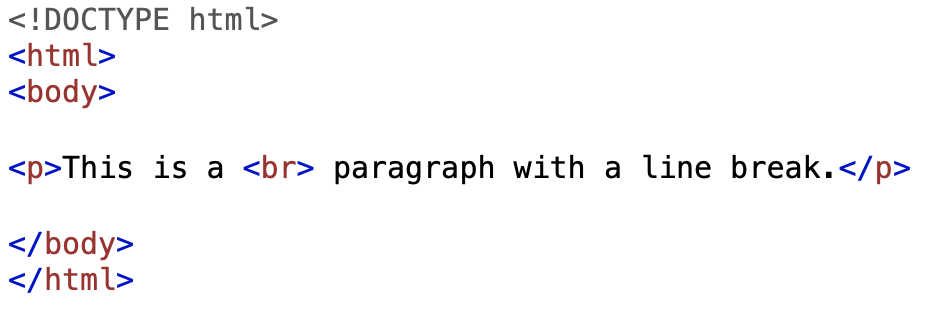 <!DOCTYPE html>
<html>
<body>
<p>This is a <br> paragraph with a line break.</p>
</body>
</html>